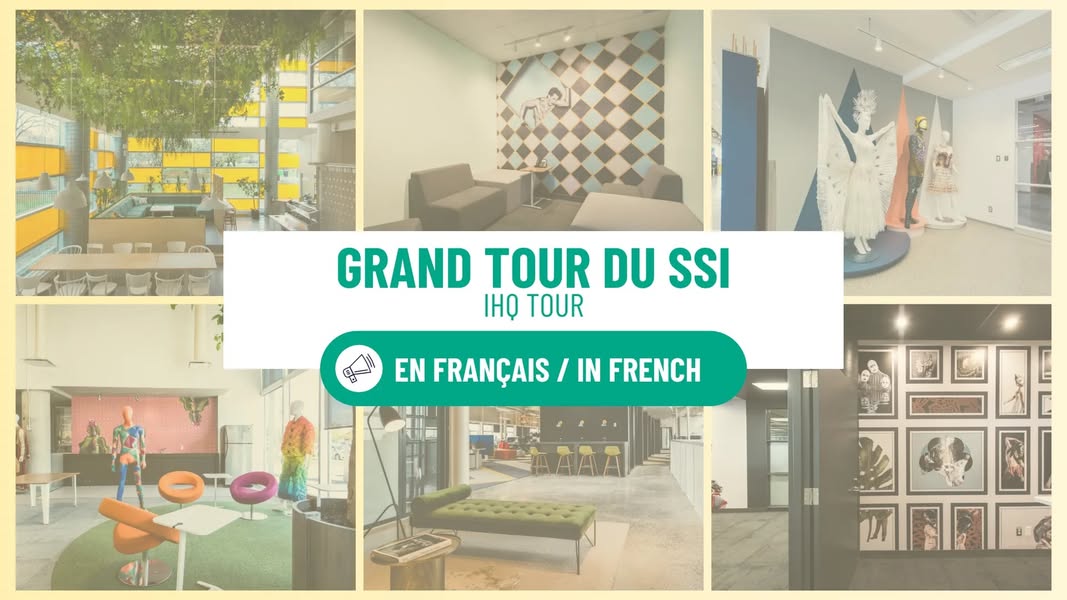 GRAND TOUR DU SSI
IHQ TOUR
EN FRANÇAIS / IN FRENCH